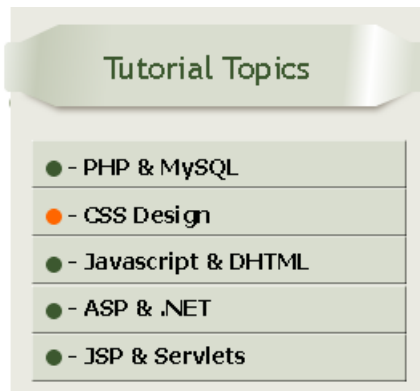 Tutorial Topics
- PHP & MySQL
- CSS Design
- Javascript & DHTML
- ASP & .NET
- JSP & Servlets